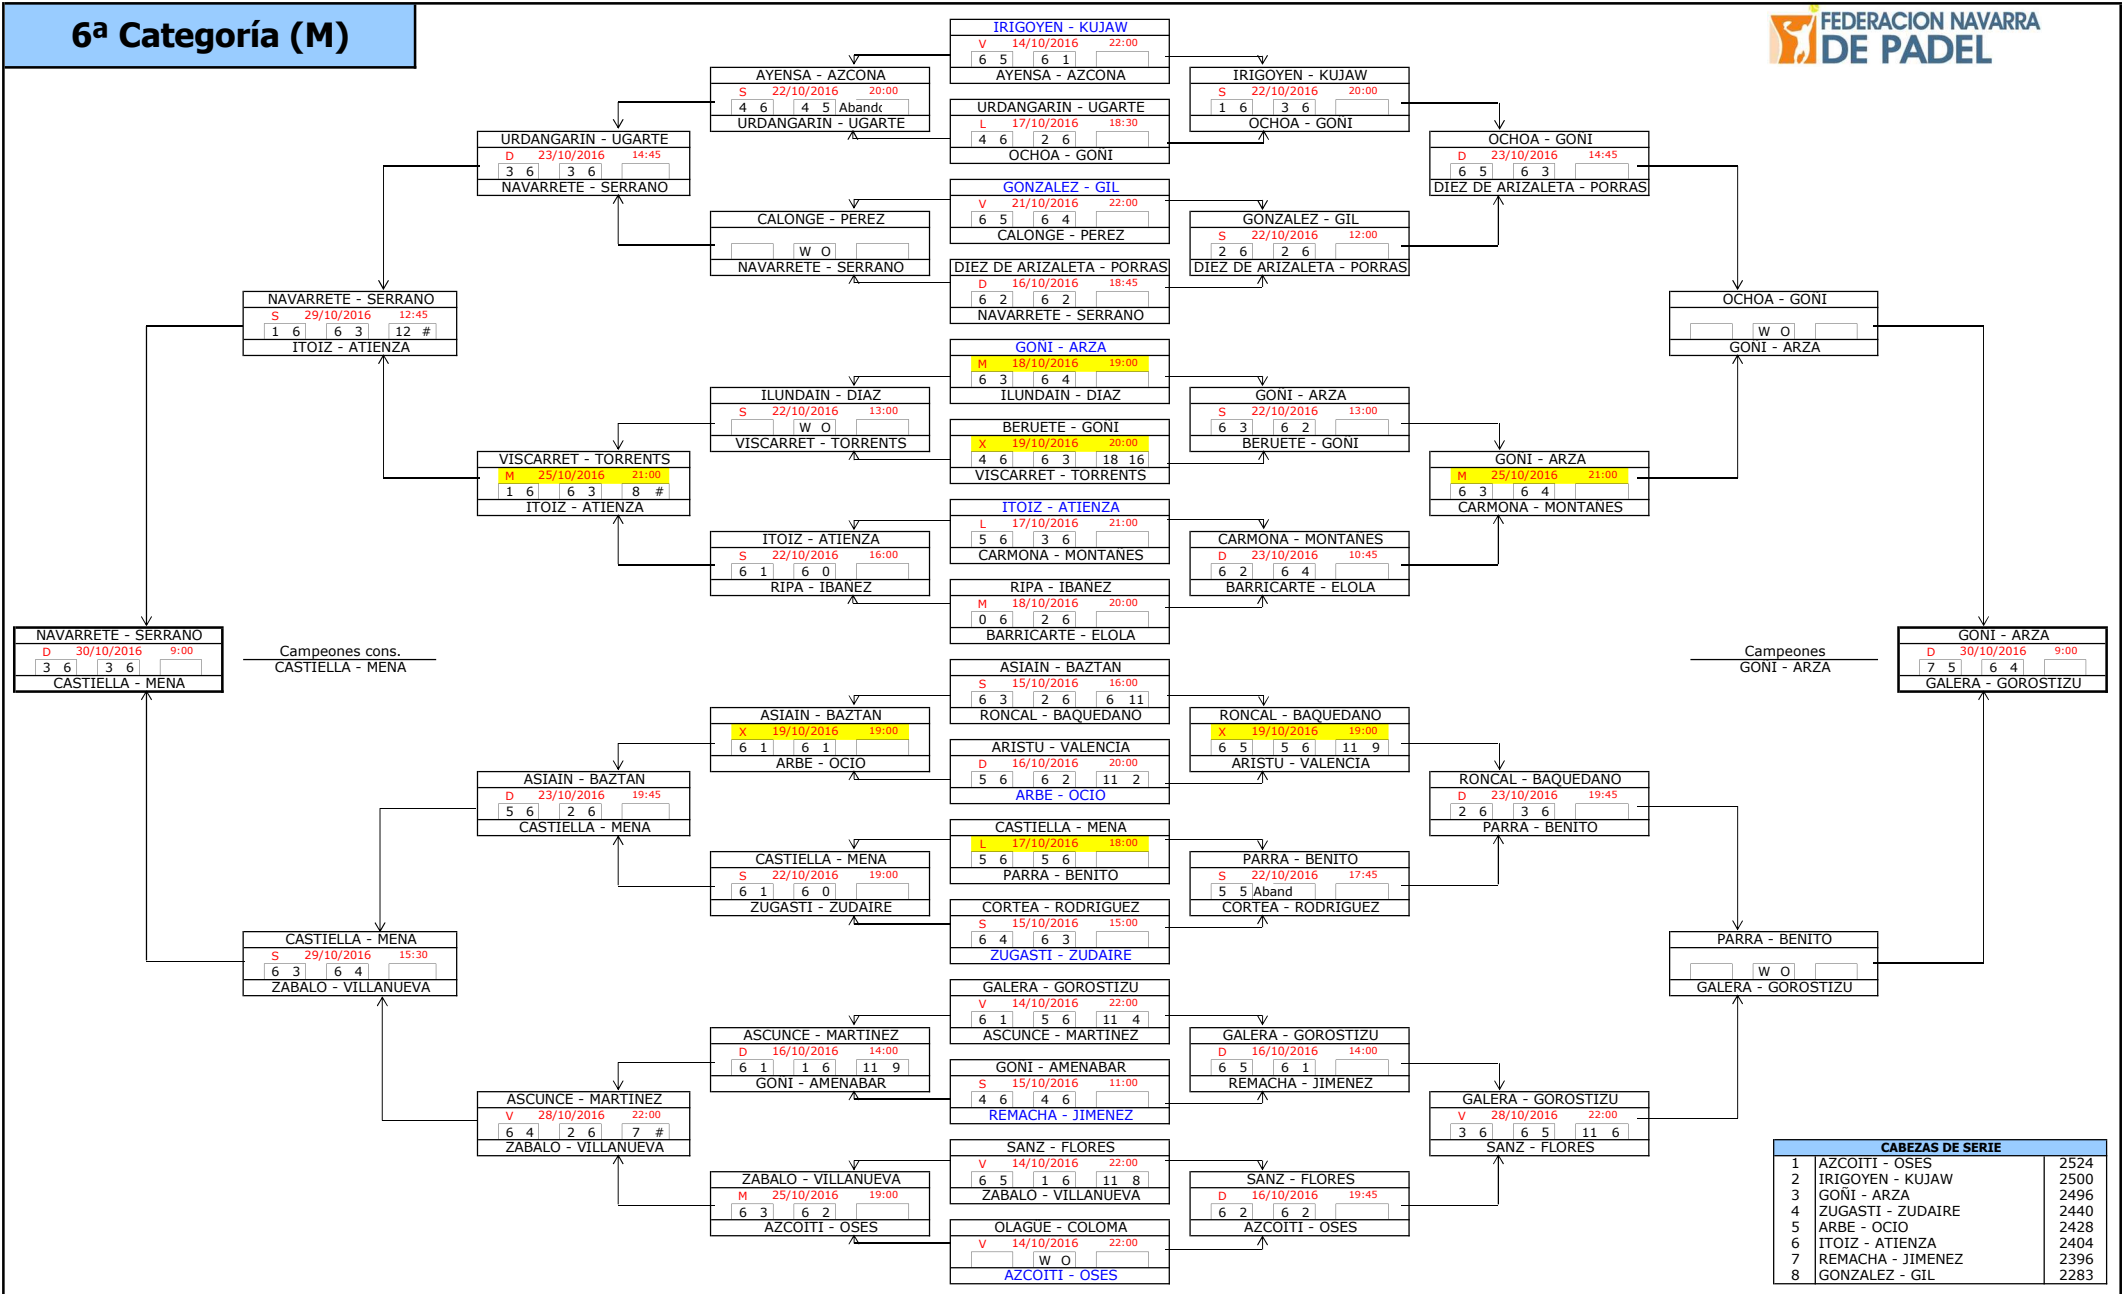 6ª Categoría (M)
FEDERACION NAVARRA
DE PADEL
IRIGOYEN - KUJAW
V 14/10/2016 22:00
6 5 6 1
AYENSA - AZCONA
URDANGARIN - UGARTE
L 17/10/2016 18:30
4 6 2 6
OCHOA - GOÑI
GONZALEZ - GIL
V 21/10/2016 22:00
6 5 6 4
CALONGE - PEREZ
DIEZ DE ARIZALETA - PORRAS
D 16/10/2016 18:45
6 2 6 2
NAVARRETE - SERRANO
GOÑI - ARZA
M 18/10/2016 19:00
6 3 6 4
ILUNDAIN - DIAZ
BERUETE - GOÑI
X 19/10/2016 20:00
4 6 6 3 18 16
VISCARRET - TORRENTS
ITOIZ - ATIENZA
L 17/10/2016 21:00
5 6 3 6
CARMONA - MONTAÑES
RIPA - IBAÑEZ
M 18/10/2016 20:00
0 6 2 6
BARRICARTE - ELOLA
ASIAIN - BAZTAN
S 15/10/2016 16:00
6 3 2 6 6 11
RONCAL - BAQUEDANO
ARISTU - VALENCIA
D 16/10/2016 20:00
5 6 6 2 11 2
ARBE - OCIO
CASTIELLA - MENA
L 17/10/2016 18:00
5 6 5 6
PARRA - BENITO
CORTEA - RODRIGUEZ
S 15/10/2016 15:00
6 4 6 3
ZUGASTI - ZUDAIRE
GALERA - GOROSTIZU
V 14/10/2016 22:00
6 1 5 6 11 4
ASCUNCE - MARTINEZ
GOÑI - AMENABAR
S 15/10/2016 11:00
4 6 4 6
REMACHA - JIMENEZ
SANZ - FLORES
V 14/10/2016 22:00
6 5 1 6 11 8
ZABALO - VILLANUEVA
OLAGÜE - COLOMA
V 14/10/2016 22:00
W O
AZCOITI - OSES
AYENSA - AZCONA
S 22/10/2016 20:00
4 6 4 5 Abandc
URDANGARIN - UGARTE
CALONGE - PEREZ
W O
NAVARRETE - SERRANO
ILUNDAIN - DIAZ
S 22/10/2016 13:00
W O
VISCARRET - TORRENTS
ITOIZ - ATIENZA
S 22/10/2016 16:00
6 1 6 0
RIPA - IBAÑEZ
ASIAIN - BAZTAN
X 19/10/2016 19:00
6 1 6 1
ARBE - OCIO
CASTIELLA - MENA
S 22/10/2016 19:00
6 1 6 0
ZUGASTI - ZUDAIRE
ASCUNCE - MARTINEZ
D 16/10/2016 14:00
6 1 1 6 11 9
GOÑI - AMENABAR
ZABALO - VILLANUEVA
M 25/10/2016 19:00
6 3 6 2
AZCOITI - OSES
URDANGARIN - UGARTE
D 23/10/2016 14:45
3 6 3 6
NAVARRETE - SERRANO
VISCARRET - TORRENTS
M 25/10/2016 21:00
1 6 6 3 8 #
ITOIZ - ATIENZA
ASIAIN - BAZTAN
D 23/10/2016 19:45
5 6 2 6
CASTIELLA - MENA
ASCUNCE - MARTINEZ
V 28/10/2016 22:00
6 4 2 6 7 #
ZABALO - VILLANUEVA
NAVARRETE - SERRANO
S 29/10/2016 12:45
1 6 6 3 12 #
ITOIZ - ATIENZA
CASTIELLA - MENA
S 29/10/2016 15:30
6 3 6 4
ZABALO - VILLANUEVA
NAVARRETE - SERRANO
D 30/10/2016 9:00
3 6 3 6
CASTIELLA - MENA
Campeones cons.
CASTIELLA - MENA
IRIGOYEN - KUJAW
S 22/10/2016 20:00
1 6 3 6
OCHOA - GOÑI
GONZALEZ - GIL
S 22/10/2016 12:00
2 6 2 6
DIEZ DE ARIZALETA - PORRAS
GOÑI - ARZA
S 22/10/2016 13:00
6 3 6 2
BERUETE - GOÑI
CARMONA - MONTAÑES
D 23/10/2016 10:45
6 2 6 4
BARRICARTE - ELOLA
RONCAL - BAQUEDANO
X 19/10/2016 19:00
6 5 5 6 11 9
ARISTU - VALENCIA
PARRA - BENITO
S 22/10/2016 17:45
5 5 Aband
CORTEA - RODRIGUEZ
GALERA - GOROSTIZU
D 16/10/2016 14:00
6 5 6 1
REMACHA - JIMENEZ
SANZ - FLORES
D 16/10/2016 19:45
6 2 6 2
AZCOITI - OSES
OCHOA - GOÑI
D 23/10/2016 14:45
6 5 6 3
DIEZ DE ARIZALETA - PORRAS
GOÑI - ARZA
M 25/10/2016 21:00
6 3 6 4
CARMONA - MONTAÑES
RONCAL - BAQUEDANO
D 23/10/2016 19:45
2 6 3 6
PARRA - BENITO
GALERA - GOROSTIZU
V 28/10/2016 22:00
3 6 6 5 11 6
SANZ - FLORES
OCHOA - GOÑI
W O
GOÑI - ARZA
PARRA - BENITO
W O
GALERA - GOROSTIZU
Campeones
GOÑI - ARZA
GOÑI - ARZA
D 30/10/2016 9:00
7 5 6 4
GALERA - GOROSTIZU
CABEZAS DE SERIE
1 AZCOITI - OSES 2524
2 IRIGOYEN - KUJAW 2500
3 GOÑI - ARZA 2496
4 ZUGASTI - ZUDAIRE 2440
5 ARBE - OCIO 2428
6 ITOIZ - ATIENZA 2404
7 REMACHA - JIMENEZ 2396
8 GONZALEZ - GIL 2283